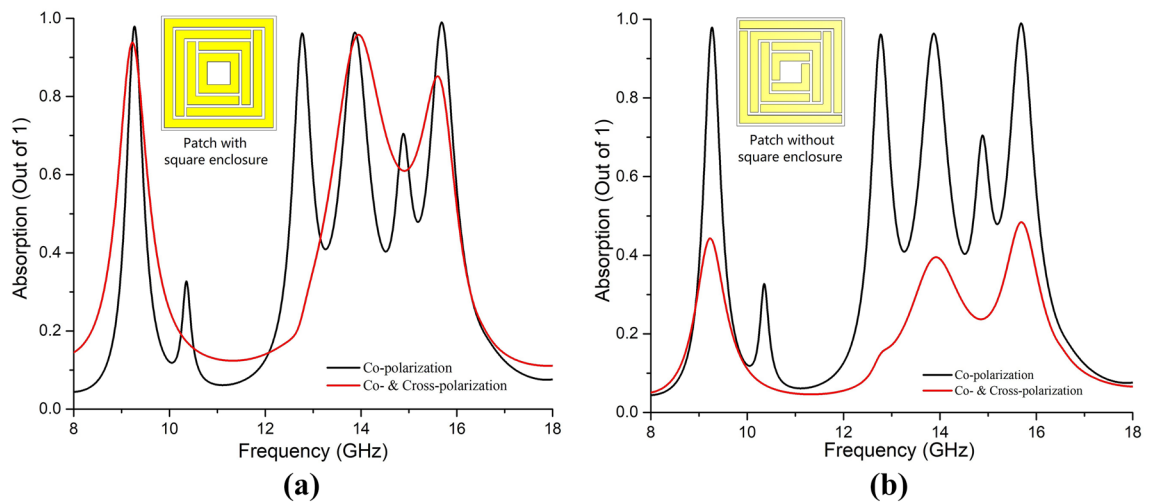 1.0
0.8
0.6
0.4
0.2
0.0
Absorption (Out of 1)
Patch with
square enclosure
Co-polarization
Co- & Cross-polarization
8 10 12 14 16 18
Frequency (GHz)
(a)
1.0
0.8
0.6
0.4
0.2
0.0
Absorption (Out of 1)
Patch without
square enclosure
Co-polarization
Co- & Cross-polarization
8 10 12 14 16 18
Frequency (GHz)
(b)